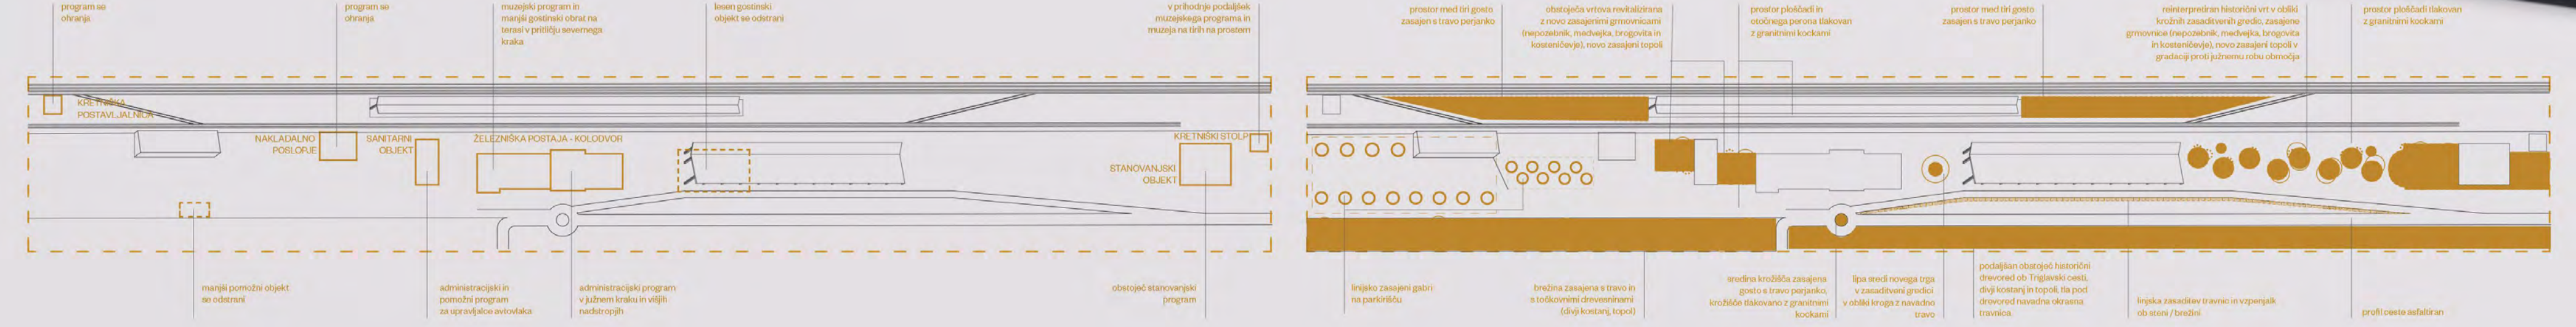 program se
ohranja
program se
ohranja
muzejski program in
manjši gostinski obrat na
terasi v pritličju severnega
kraka
lesen gostinski
objekt se odstrani
v prihodnje podaljšek
muzejskega programa in
muzeja na tirih na prostem
KRETNIŠKA
POSTAVLJALNICA
NAKLADALNO
POSLOPJE
SANITARNI
OBJEKT
ŽELEZNIŠKA POSTAJA - KOLODVOR
KRETNIŠKI STOLP
STANOVANJSKI
OBJEKT
manjši pomožni objekt
se odstrani
administracijski in
pomožni program
za upravljalce avtovlaka
administracijski program
v južnem kraku in višjih
nadstropjih
obstoječ stanovanjski
program
prostor med tiri gosto
zasajen s travo perjanko
obstoječa vrtova revitalizirana
z novo zasajenimi grmovnicami
(nepozebnik, medvejka, brogovita in
kosteničevje), novo zasajeni topoli
prostor ploščadi in
otočnega perona tlakovan
z granitnimi kockami
prostor med tiri gosto
zasajen s travo perjanko
reinterpretiran historični vrt v obliki
krožnih zasaditvenih gredic, zasajene
grmovnice (nepozebnik, medvejka, brogovita
in kosteničevje), novo zasajeni topoli v
gradaciji proti južnemu robu območja
prostor ploščadi tlakovan
z granitnimi kockami
linijsko zasajeni gabri
na parkirišču
brežina zasajena s travo in
s točkovnimi drevesninami
(divji kostanj, topol)
sredina krožišča zasajena
gosto s travo perjanko,
krožišče tlakovano z granitnimi
kockami
lipa sredi novega trga
v zasaditveni gredici
v obliki kroga z navadno
travo
podaljšan obstoječ historični
drevored ob Triglavski cesti,
divji kostanj in topoli, tla pod
drevored navadna okrasna
travnica
linijska zasaditev travnic in vzpenjalk
ob steni / brežini
profil ceste asfaltiran